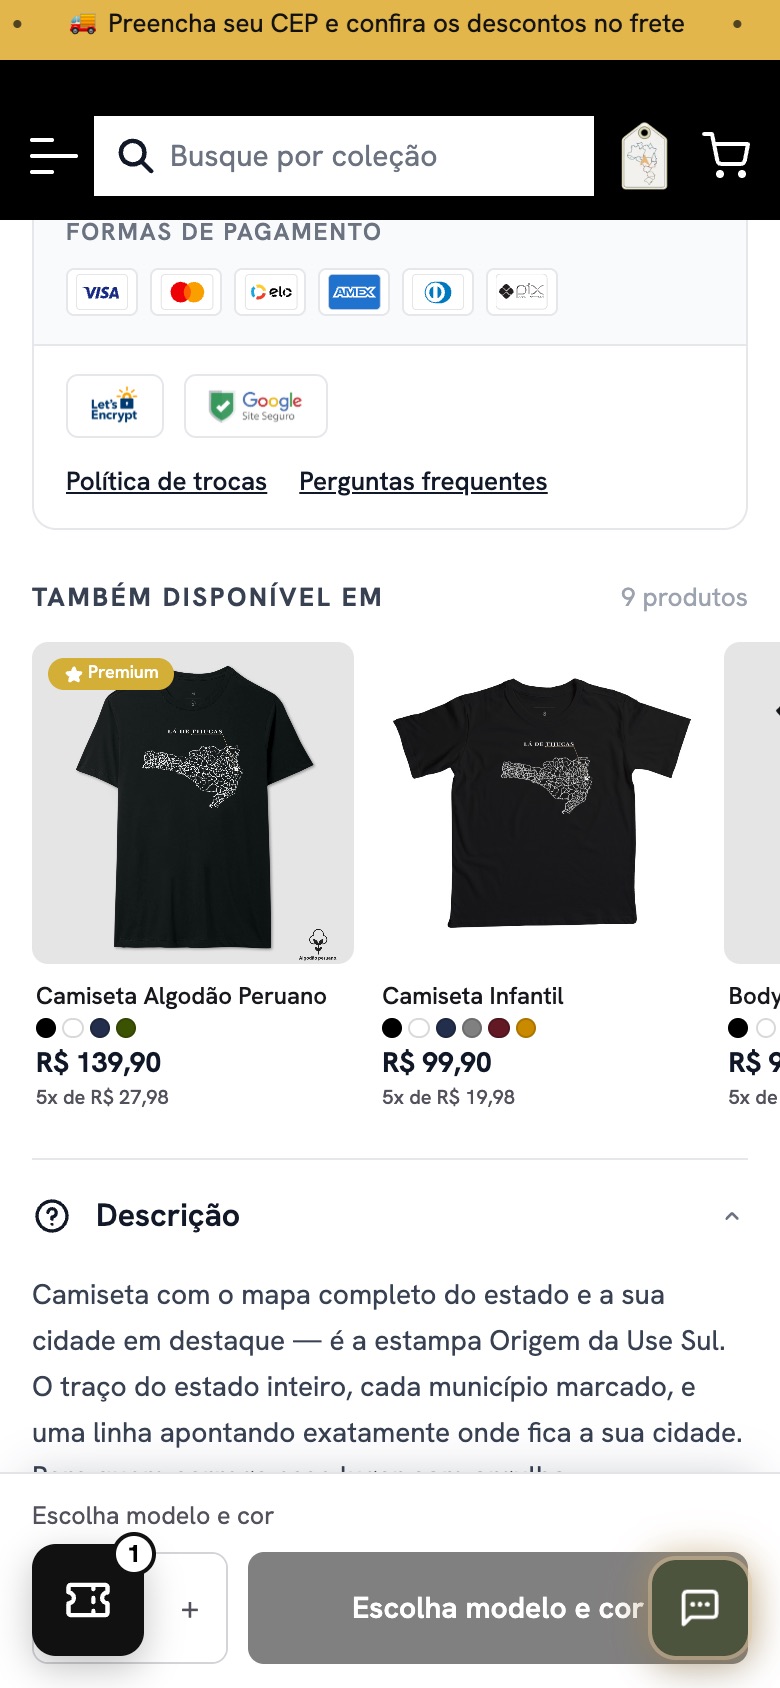 🚚 Preencha seu CEP e confira os descontos no frete
Busque por coleção
FORMAS DE PAGAMENTO
VISA
elo
AMEX
pix
Let's
Encrypt
Google
Site Seguro
Política de trocas
Perguntas frequentes
TAMBÉM DISPONÍVEL EM
9 produtos
Premium
LÁ DE TIJUCAS
LÁ DE TIJUCAS
Algodão peruano
Camiseta Algodão Peruano
R$ 139,90
5x de R$ 27,98
Camiseta Infantil
R$ 99,90
5x de R$ 19,98
Body
R$ 9
5x de
Descrição
Camiseta com o mapa completo do estado e a sua
cidade em destaque — é a estampa Origem da Use Sul.
O traço do estado inteiro, cada município marcado, e
uma linha apontando exatamente onde fica a sua cidade.
Escolha modelo e cor
1
+
Escolha modelo e cor